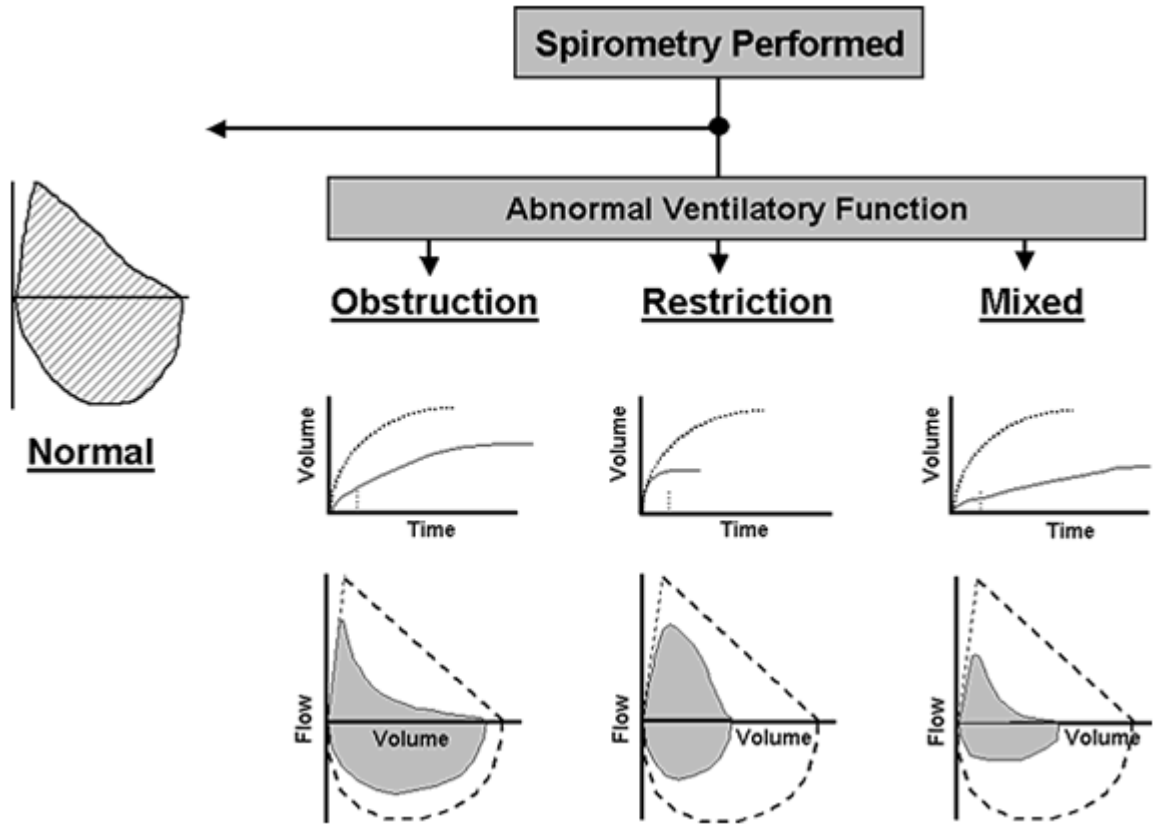 Spirometry Performed
Abnormal Ventilatory Function
Obstruction
Restriction
Mixed
Normal
Volume
Time
Volume
Time
Volume
Time
Flow
Volume
Flow
Volume
Flow
Volume